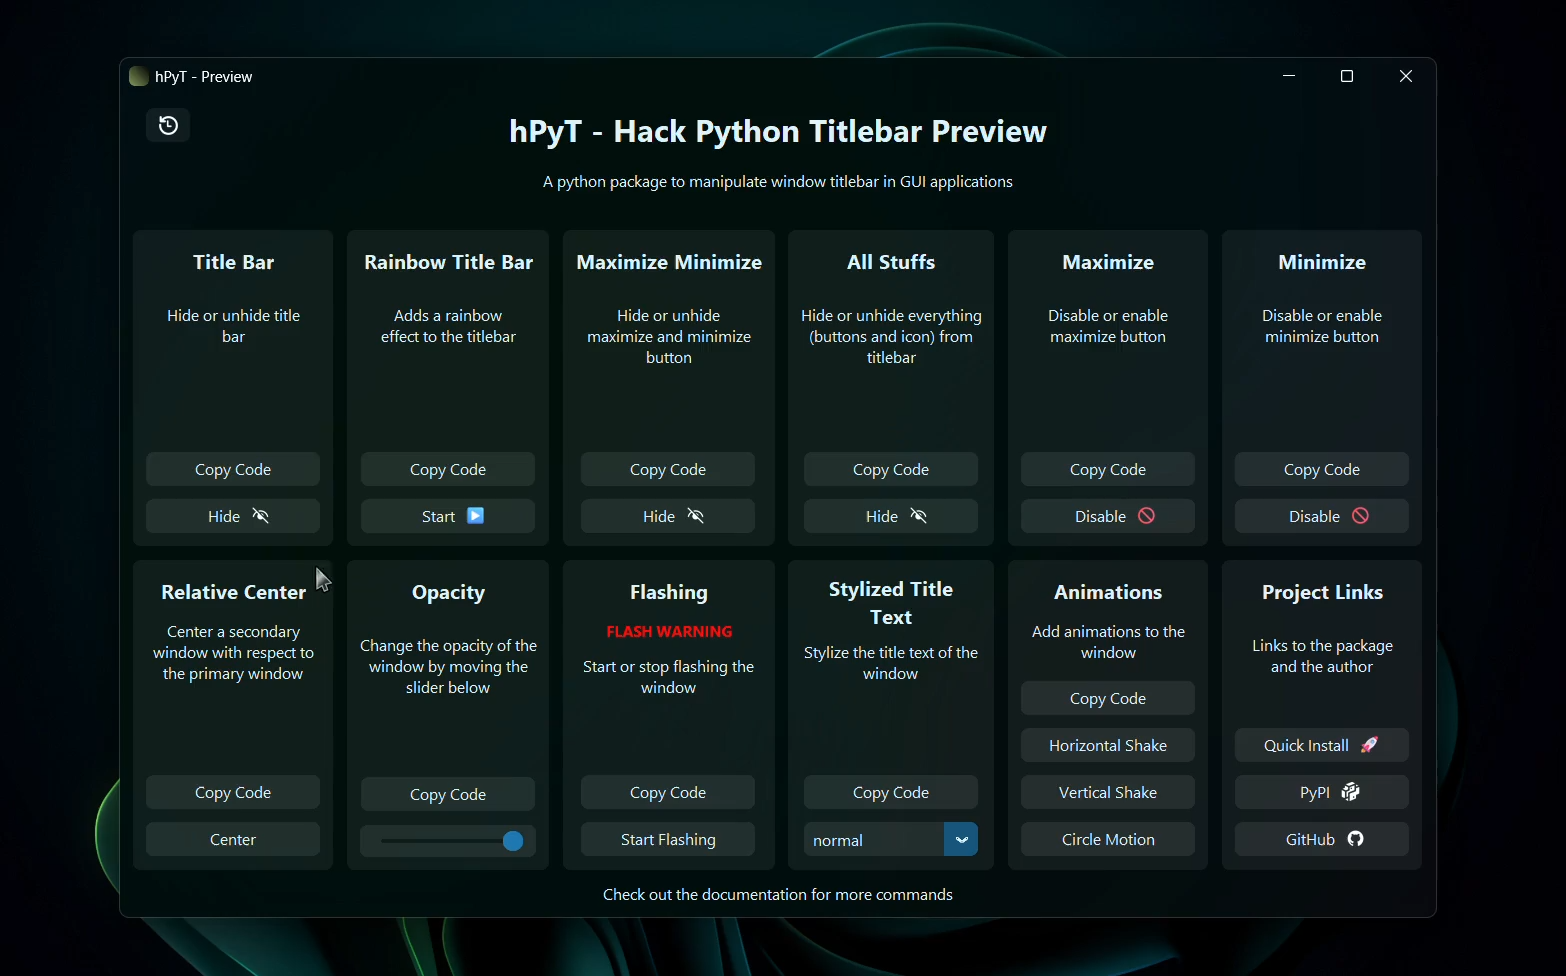 hPyT - Preview
hPyT - Hack Python Titlebar Preview
A python package to manipulate window titlebar in GUI applications
Title Bar
Hide or unhide title
bar
Copy Code
Hide
Rainbow Title Bar
Adds a rainbow
effect to the titlebar
Copy Code
Start
Maximize Minimize
Hide or unhide
maximize and minimize
button
Copy Code
Hide
All Stuffs
Hide or unhide everything
(buttons and icon) from
titlebar
Copy Code
Hide
Maximize
Disable or enable
maximize button
Copy Code
Disable
Minimize
Disable or enable
minimize button
Copy Code
Disable
Relative Center
Center a secondary
window with respect to
the primary window
Copy Code
Center
Opacity
Change the opacity of the
window by moving the
slider below
Copy Code
Flashing
FLASH WARNING
Start or stop flashing the
window
Copy Code
Start Flashing
Stylized Title
Text
Stylize the title text of the
window
Copy Code
normal
Animations
Add animations to the
window
Copy Code
Horizontal Shake
Vertical Shake
Circle Motion
Project Links
Links to the package
and the author
Quick Install
PyPI
GitHub
Check out the documentation for more commands